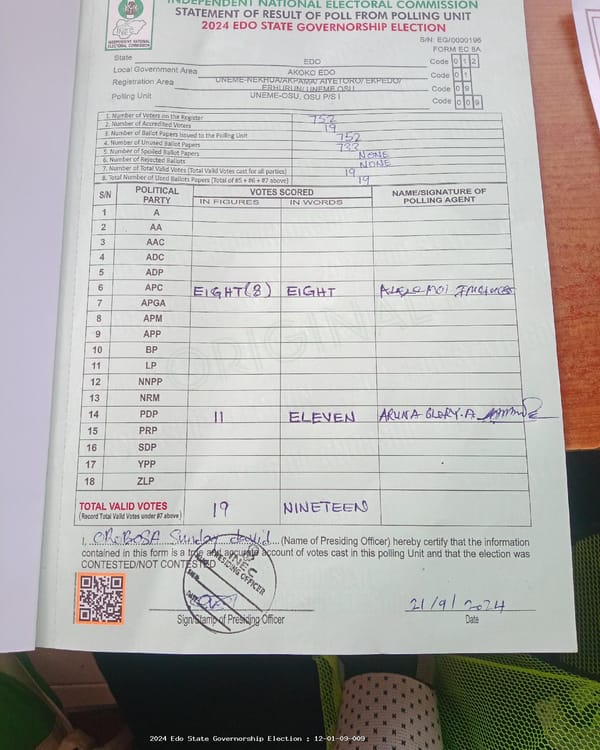 INDEPENDENT NATIONAL ELECTORAL COMMISSION
STATEMENT OF RESULT OF POLL FROM POLLING UNIT
2024 EDO STATE GOVERNORSHIP ELECTION
INEC
INDEPENDENT NATIONAL ELECTORAL COMMISSION
S/N: EG/0000196
FORM EC 8A
State EDO Code 0 1 2
Local Government Area AKOKO EDO Code 0 1
Registration Area UNEME-NEKHUA/AKPAMA/AIYETORO/EKPEDO/ERHURUN/UNEME OSU Code 0 9
Polling Unit UNEME-OSU, OSU P/S I Code 0 0 9
1. Number of Voters on the Register 752
2. Number of Accredited Voters 19
3. Number of Ballot Papers Issued to the Polling Unit 752
4. Number of Unused Ballot Papers 733
5. Number of Spoiled Ballot Papers NONE
6. Number of Rejected Ballots NONE
7. Number of Total Valid Votes (Total Valid Votes cast for all parties) 19
8. Total Number of Used Ballots Papers (Total of #5 + #6 + #7 above) 19
S/N POLITICAL PARTY VOTES SCORED NAME/SIGNATURE OF POLLING AGENT
IN FIGURES IN WORDS
1 A
2 AA
3 AAC
4 ADC
5 ADP
6 APC EIGHT(8) EIGHT
7 APGA
8 APM
9 APP
10 BP
11 LP
12 NNPP
13 NRM
14 PDP 11 ELEVEN ARUNA GLORY. A
15 PRP
16 SDP
17 YPP
18 ZLP
ORIGINAL
TOTAL VALID VOTES 19 NINETEEN
(Record Total Valid Votes under #7 above)
I, Sunday david (Name of Presiding Officer) hereby certify that the information
contained in this form is a true and accurate account of votes cast in this polling Unit and that the election was
CONTESTED/NOT CONTESTED
INEC
PRESIDING OFFICER
21/9/2024
Sign/Stamp of Presiding Officer Date
2024 Edo State Governorship Election : 12-01-09-009